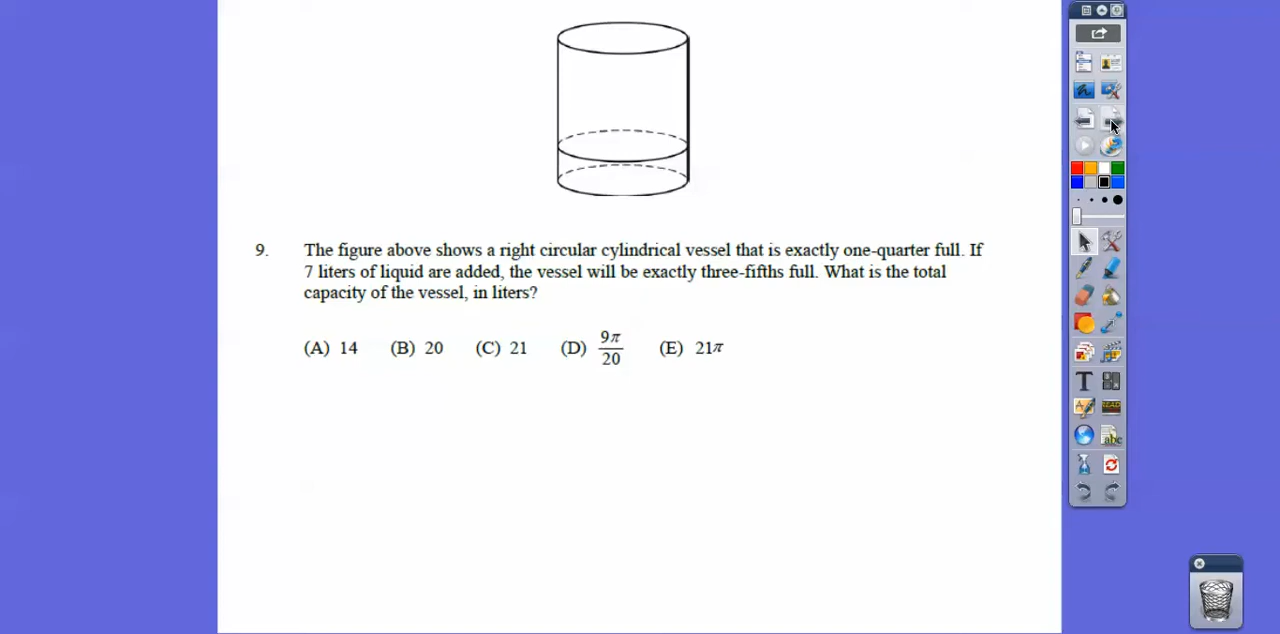 9. The figure above shows a right circular cylindrical vessel that is exactly one-quarter full. If
7 liters of liquid are added, the vessel will be exactly three-fifths full. What is the total
capacity of the vessel, in liters?
(A) 14 (B) 20 (C) 21 (D) 9π/20 (E) 21π
T
abc